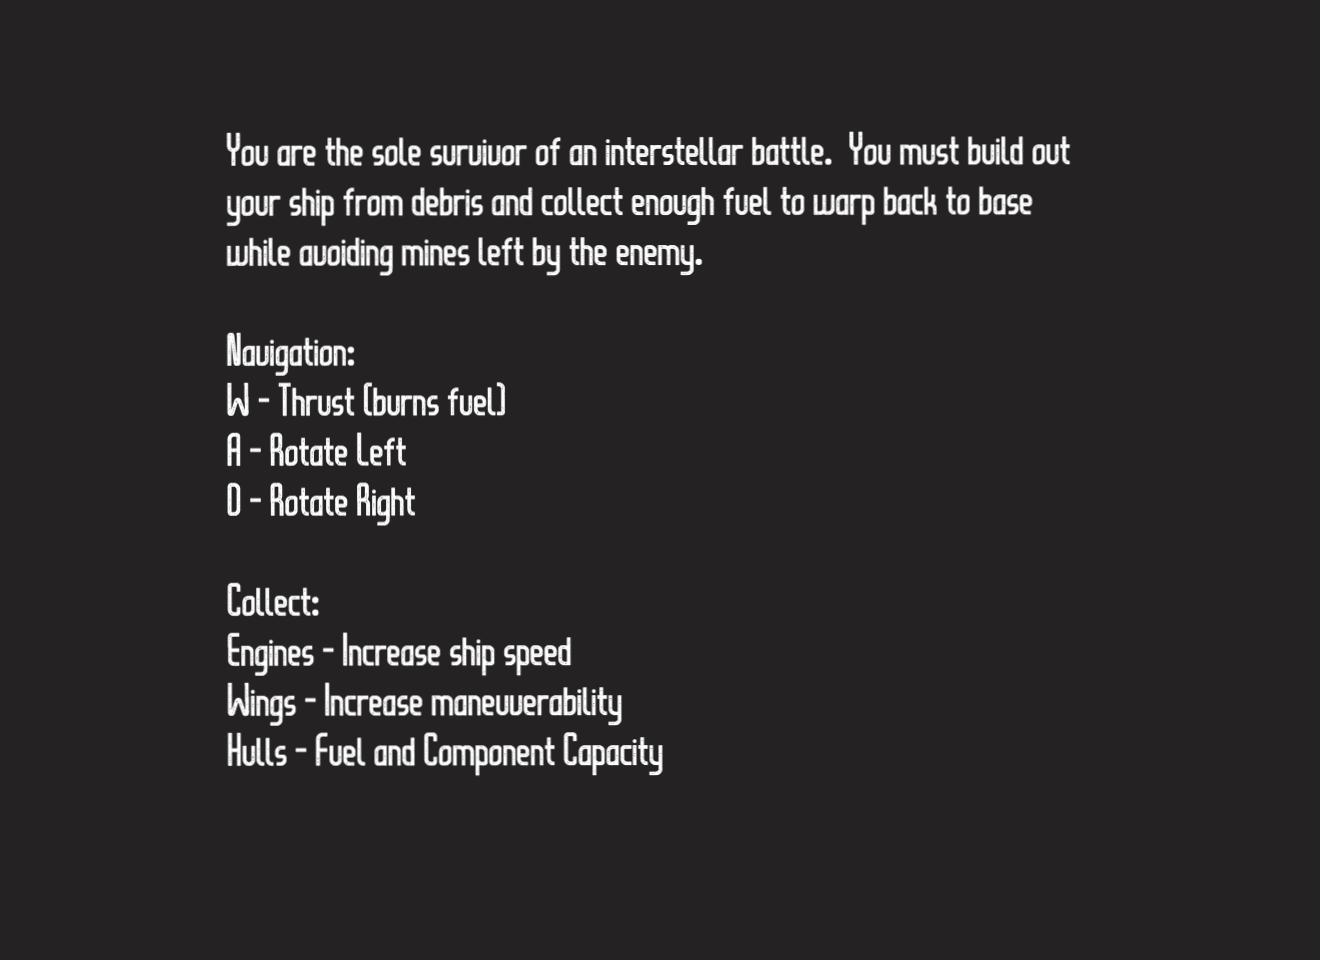 You are the sole survivor of an interstellar battle.  You must build out
your ship from debris and collect enough fuel to warp back to base
while avoiding mines left by the enemy.

Navigation:
W - Thrust (burns fuel)
A - Rotate Left
D - Rotate Right

Collect:
Engines - Increase ship speed
Wings - Increase maneuverability
Hulls - Fuel and Component Capacity